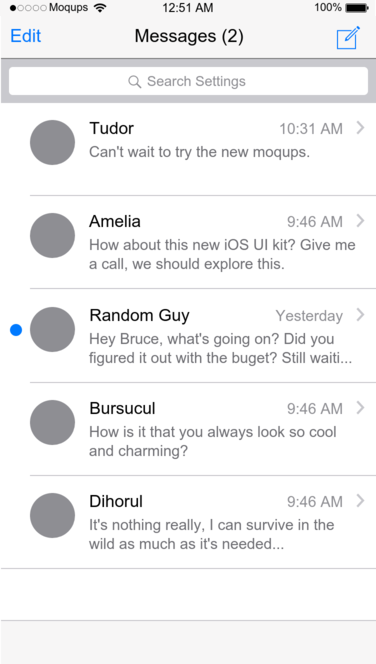 Moqups 12:51 AM 100%
Edit Messages (2)
Search Settings
Tudor 10:31 AM
Can't wait to try the new moqups.
Amelia 9:46 AM
How about this new iOS UI kit? Give me
a call, we should explore this.
Random Guy Yesterday
Hey Bruce, what's going on? Did you
figured it out with the buget? Still waiti...
Bursucul 9:46 AM
How is it that you always look so cool
and charming?
Dihorul 9:46 AM
It's nothing really, I can survive in the
wild as much as it's needed...